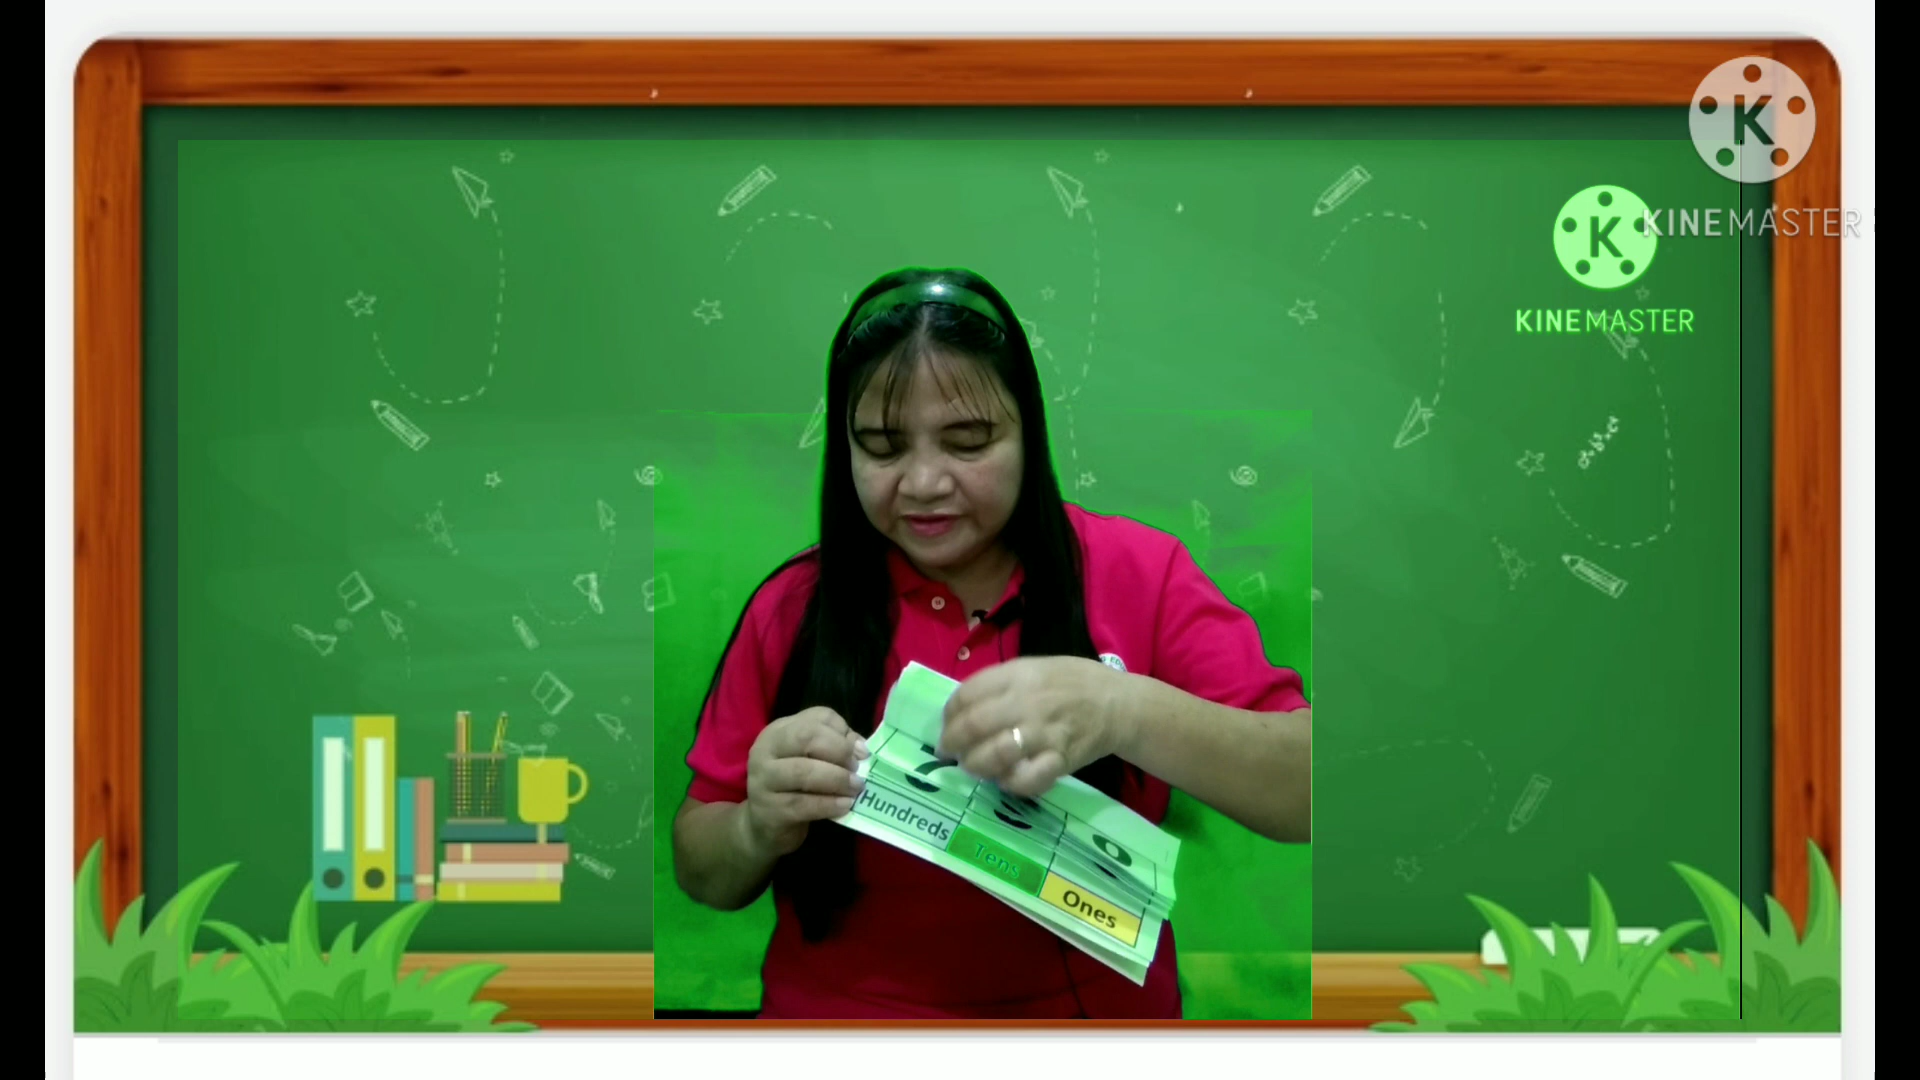 K
KINEMASTER
K
KINEMASTER
Hundreds
Tens
Ones